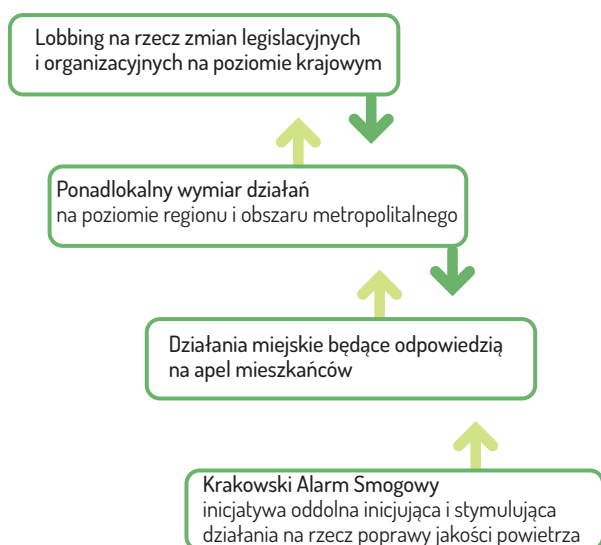 Lobbing na rzecz zmian legislacyjnych
i organizacyjnych na poziomie krajowym
Ponadlokalny wymiar działań
na poziomie regionu i obszaru metropolitalnego
Działania miejskie będące odpowiedzią
na apel mieszkańców
Krakowski Alarm Smogowy
inicjatywa oddolna inicjująca i stymulująca
działania na rzecz poprawy jakości powietrza